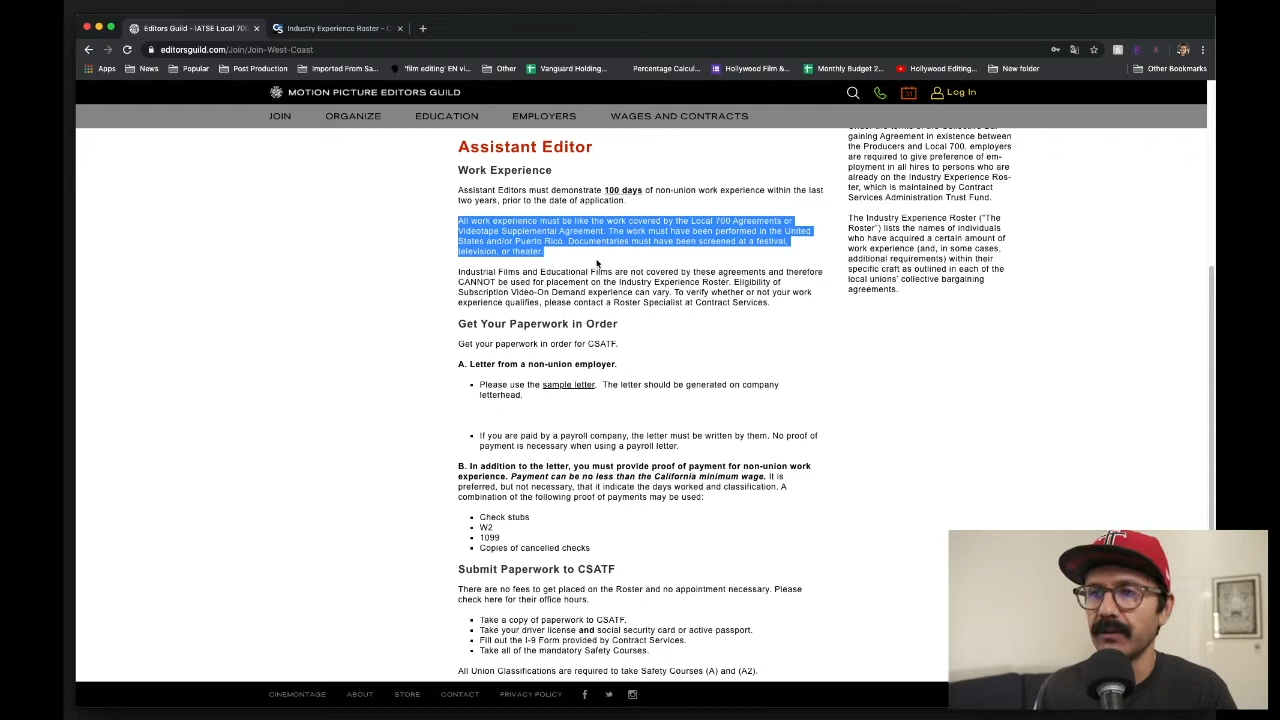 Editors Guild - IATSE Local 700
Industry Experience Roster - C
editorsguild.com/Join/Join-West-Coast
Apps
News
Popular
Post Production
Imported From Sa...
'film editing' EN vi...
Other
Vanguard Holding...
Percentage Calcul...
Hollywood Film &...
Monthly Budget 2...
Hollywood Editing...
New folder
Other Bookmarks
MOTION PICTURE EDITORS GUILD
31
Log In
JOIN
ORGANIZE
EDUCATION
EMPLOYERS
WAGES AND CONTRACTS
Assistant Editor
Work Experience
Assistant Editors must demonstrate 100 days of non-union work experience within the last
two years, prior to the date of application.
All work experience must be like the work covered by the Local 700 Agreements or
Videotape Supplemental Agreement. The work must have been performed in the United
States and/or Puerto Rico. Documentaries must have been screened at a festival,
television, or theater.
Industrial Films and Educational Films are not covered by these agreements and therefore
CANNOT be used for placement on the Industry Experience Roster. Eligibility of
Subscription Video-On Demand experience can vary. To verify whether or not your work
experience qualifies, please contact a Roster Specialist at Contract Services.
Get Your Paperwork in Order
Get your paperwork in order for CSATF.
A. Letter from a non-union employer.
Please use the sample letter. The letter should be generated on company
letterhead.
If you are paid by a payroll company, the letter must be written by them. No proof of
payment is necessary when using a payroll letter.
B. In addition to the letter, you must provide proof of payment for non-union work
experience. Payment can be no less than the California minimum wage. It is
preferred, but not necessary, that it indicate the days worked and classification. A
combination of the following proof of payments may be used:
Check stubs
W2
1099
Copies of cancelled checks
Submit Paperwork to CSATF
There are no fees to get placed on the Roster and no appointment necessary. Please
check here for their office hours.
Take a copy of paperwork to CSATF.
Take your driver license and social security card or active passport.
Fill out the I-9 Form provided by Contract Services.
Take all of the mandatory Safety Courses.
All Union Classifications are required to take Safety Courses (A) and (A2).
Under the terms of the Collective Bar-
gaining Agreement in existence between
the Producers and Local 700, employers
are required to give preference of em-
ployment in all hires to persons who are
already on the Industry Experience Ros-
ter, which is maintained by Contract
Services Administration Trust Fund.
The Industry Experience Roster ("The
Roster") lists the names of individuals
who have acquired a certain amount of
work experience (and, in some cases,
additional requirements) within their
specific craft as outlined in each of the
local unions' collective bargaining
agreements.
CINEMONTAGE
ABOUT
STORE
CONTACT
PRIVACY POLICY